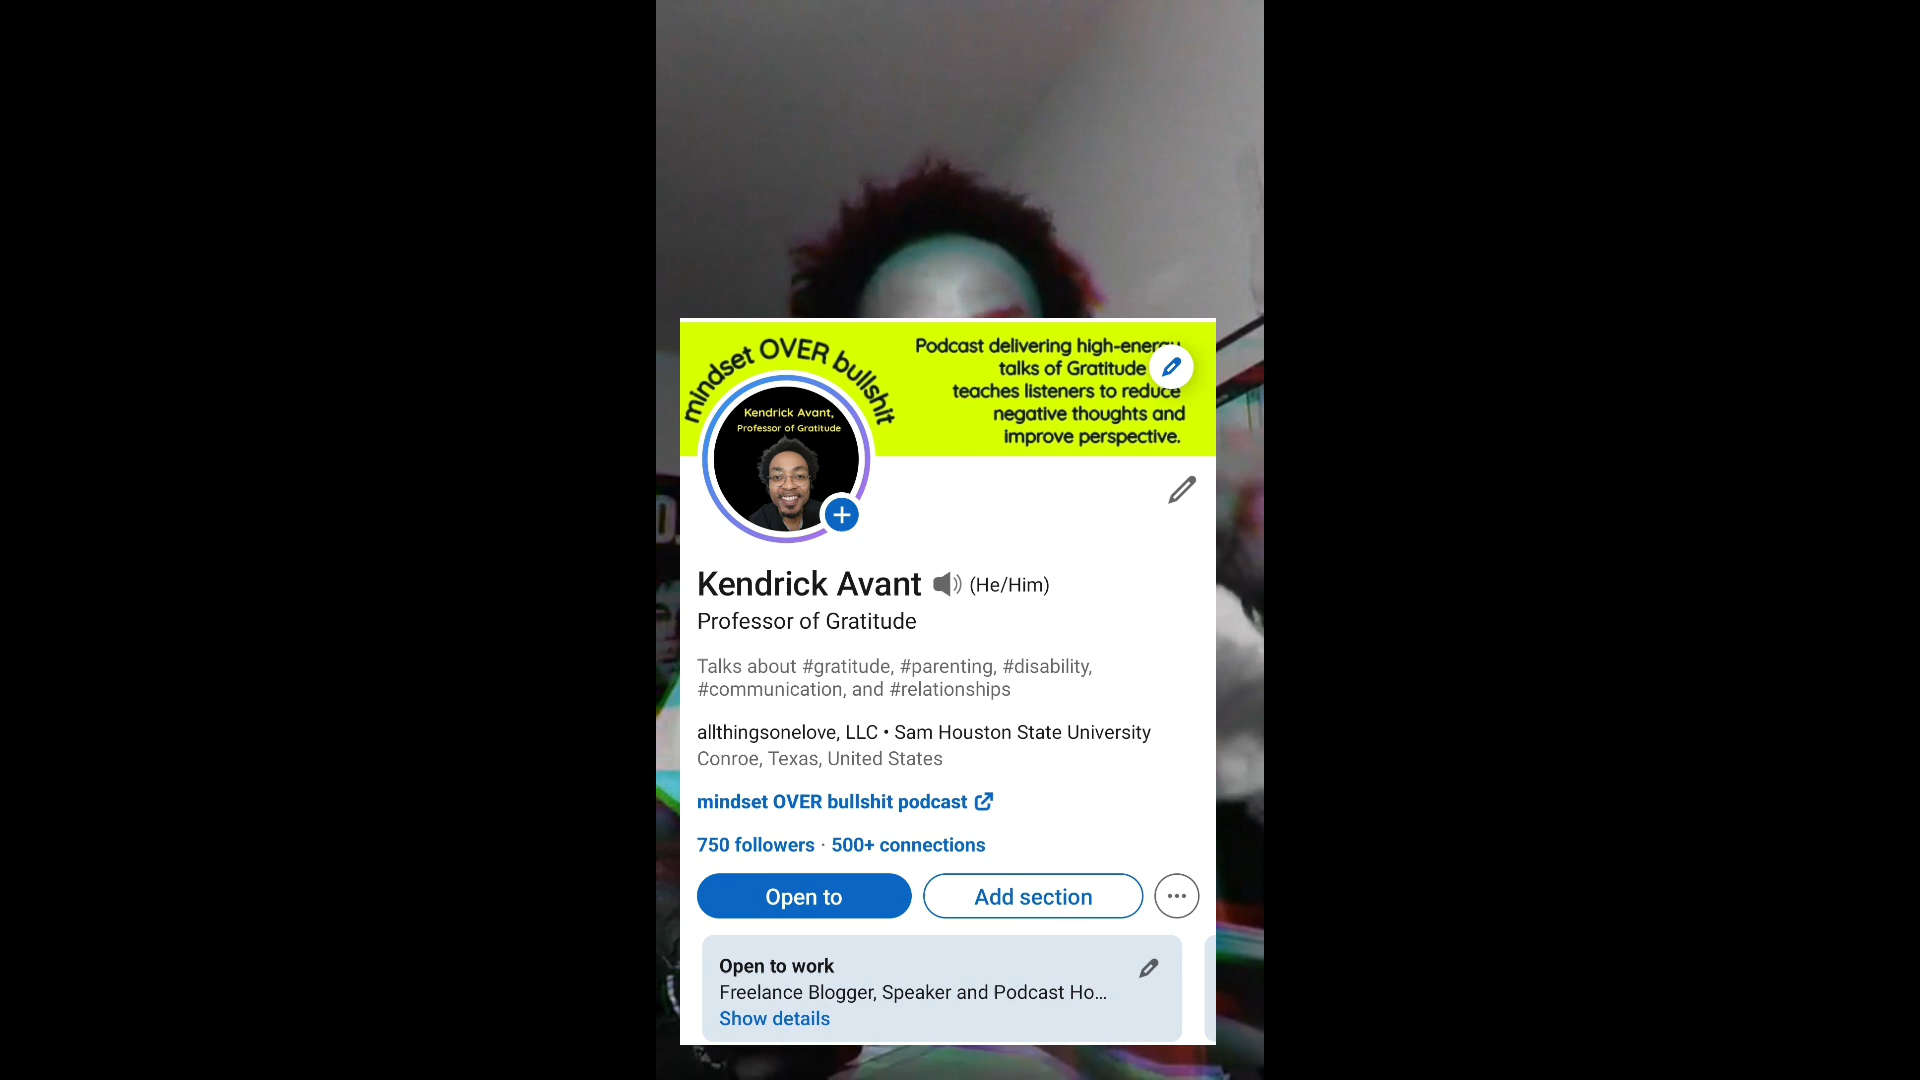 mindset OVER bullshit
Podcast delivering high-energy
talks of Gratitude
teaches listeners to reduce
negative thoughts and
improve perspective.
Kendrick Avant,
Professor of Gratitude
Kendrick Avant (He/Him)
Professor of Gratitude
Talks about #gratitude, #parenting, #disability,
#communication, and #relationships
allthingsonelove, LLC • Sam Houston State University
Conroe, Texas, United States
mindset OVER bullshit podcast
750 followers · 500+ connections
Open to
Add section
Open to work
Freelance Blogger, Speaker and Podcast Ho...
Show details